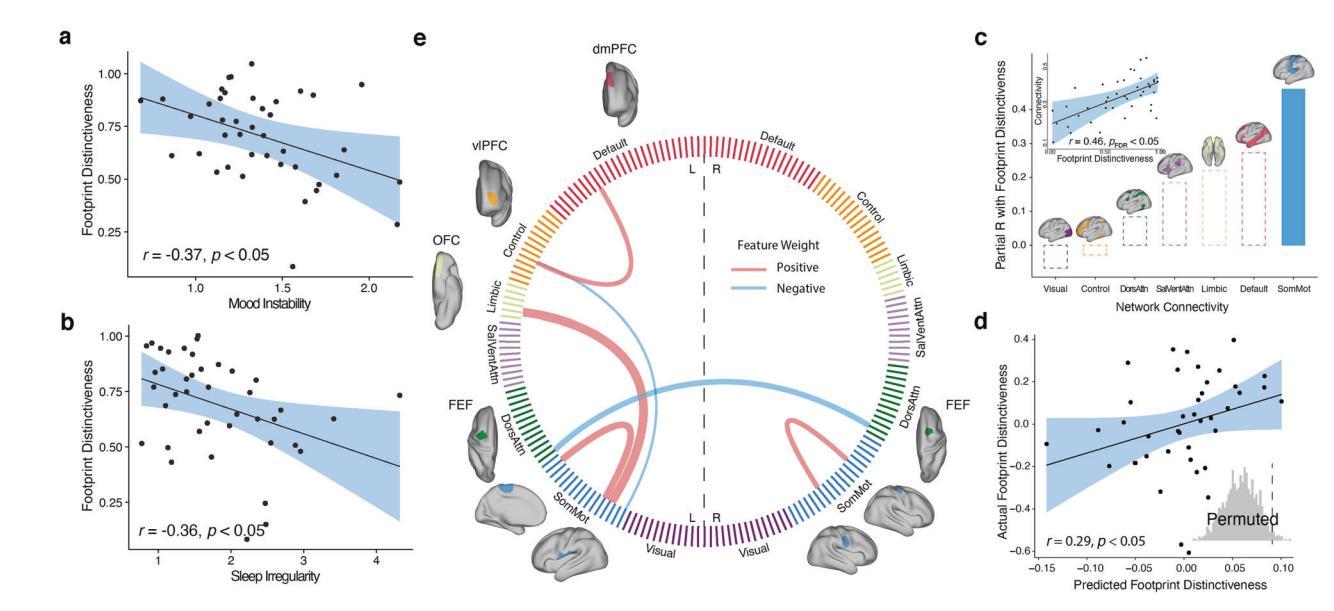 a
Footprint Distinctiveness
1.00
0.75
0.50
0.25
r = -0.37, p < 0.05
1.0 1.5 2.0
Mood Instability
b
Footprint Distinctiveness
1.00
0.75
0.50
0.25
r = -0.36, p < 0.05
1 2 3 4
Sleep Irregularity
e
dmPFC
vlPFC
OFC
FEF
FEF
Default
Default
L R
Control
Control
Limbic
Limbic
SalVentAttn
SalVentAttn
DorsAttn
DorsAttn
SomMot
SomMot
Visual
Visual
L R
Feature Weight
Positive
Negative
c
Partial R with Footprint Distinctivenss
0.4
0.3
0.2
0.1
0.0
Connectivity
0.5
0.3
0.1
r = 0.46, pFDR < 0.05
0.00 0.50 1.00
Footprint Distinctiveness
Visual Control DorsAttn SalVentAttn Limbic Default SomMot
Network Connectivity
d
Actual Footprint Distinctiveness
0.4
0.2
0.0
−0.2
−0.4
−0.6
Permuted
r = 0.29, p < 0.05
−0.15 −0.10 −0.05 0.00 0.05 0.10
Predicted Footprint Distinctiveness